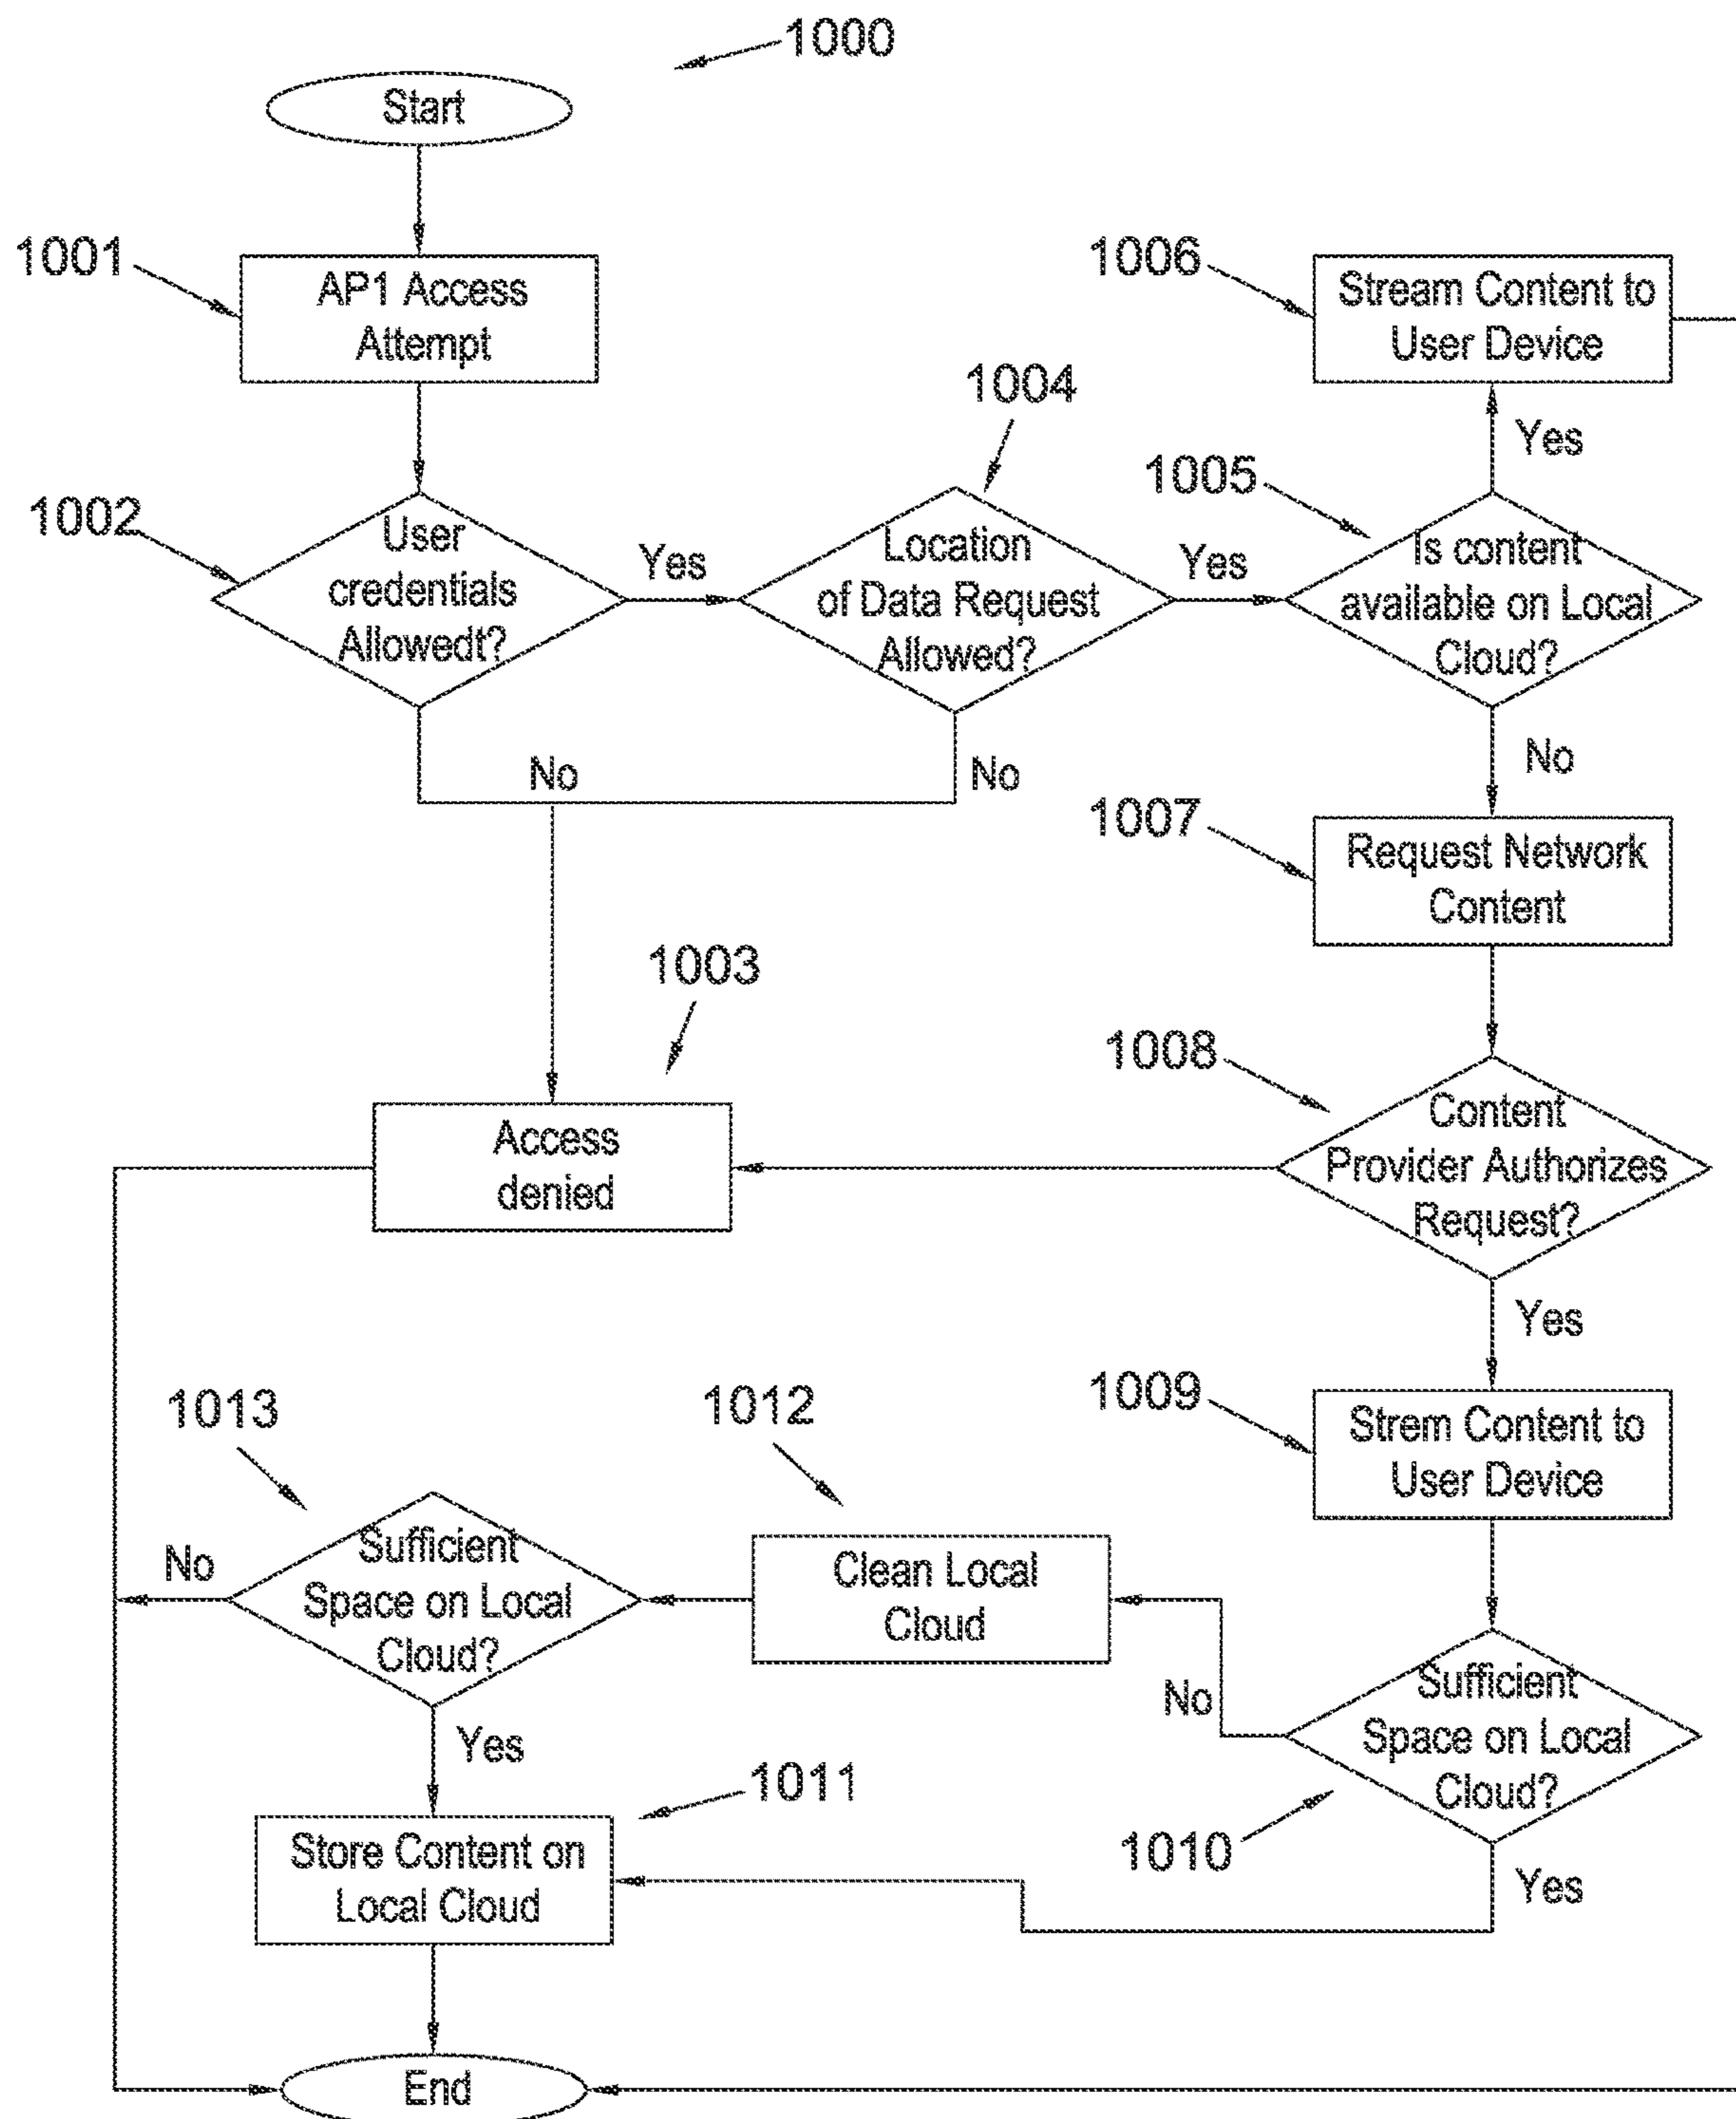 1000
Start
1001
AP1 Access
Attempt
1006
Stream Content to
User Device
1002
User
credentials
Allowedt?
Yes
1004
Location
of Data Request
Allowed?
Yes
1005
Is content
available on Local
Cloud?
Yes
No
No
No
1007
Request Network
Content
1003
Access
denied
1008
Content
Provider Authorizes
Request?
Yes
1009
Strem Content to
User Device
1013
Sufficient
Space on Local
Cloud?
No
1012
Clean Local
Cloud
No
Sufficient
Space on Local
Cloud?
1010
Yes
Yes
1011
Store Content on
Local Cloud
End